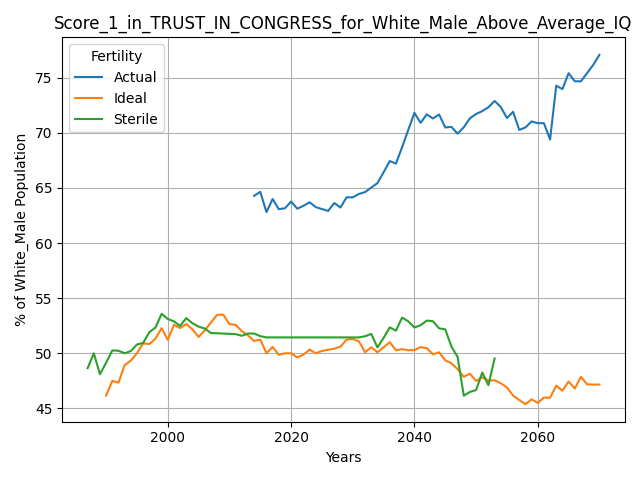 Score_1_in_TRUST_IN_CONGRESS_for_White_Male_Above_Average_IQ
Fertility
Actual
Ideal
Sterile
% of White_Male Population
75
70
65
60
55
50
45
2000
2020
2040
2060
Years